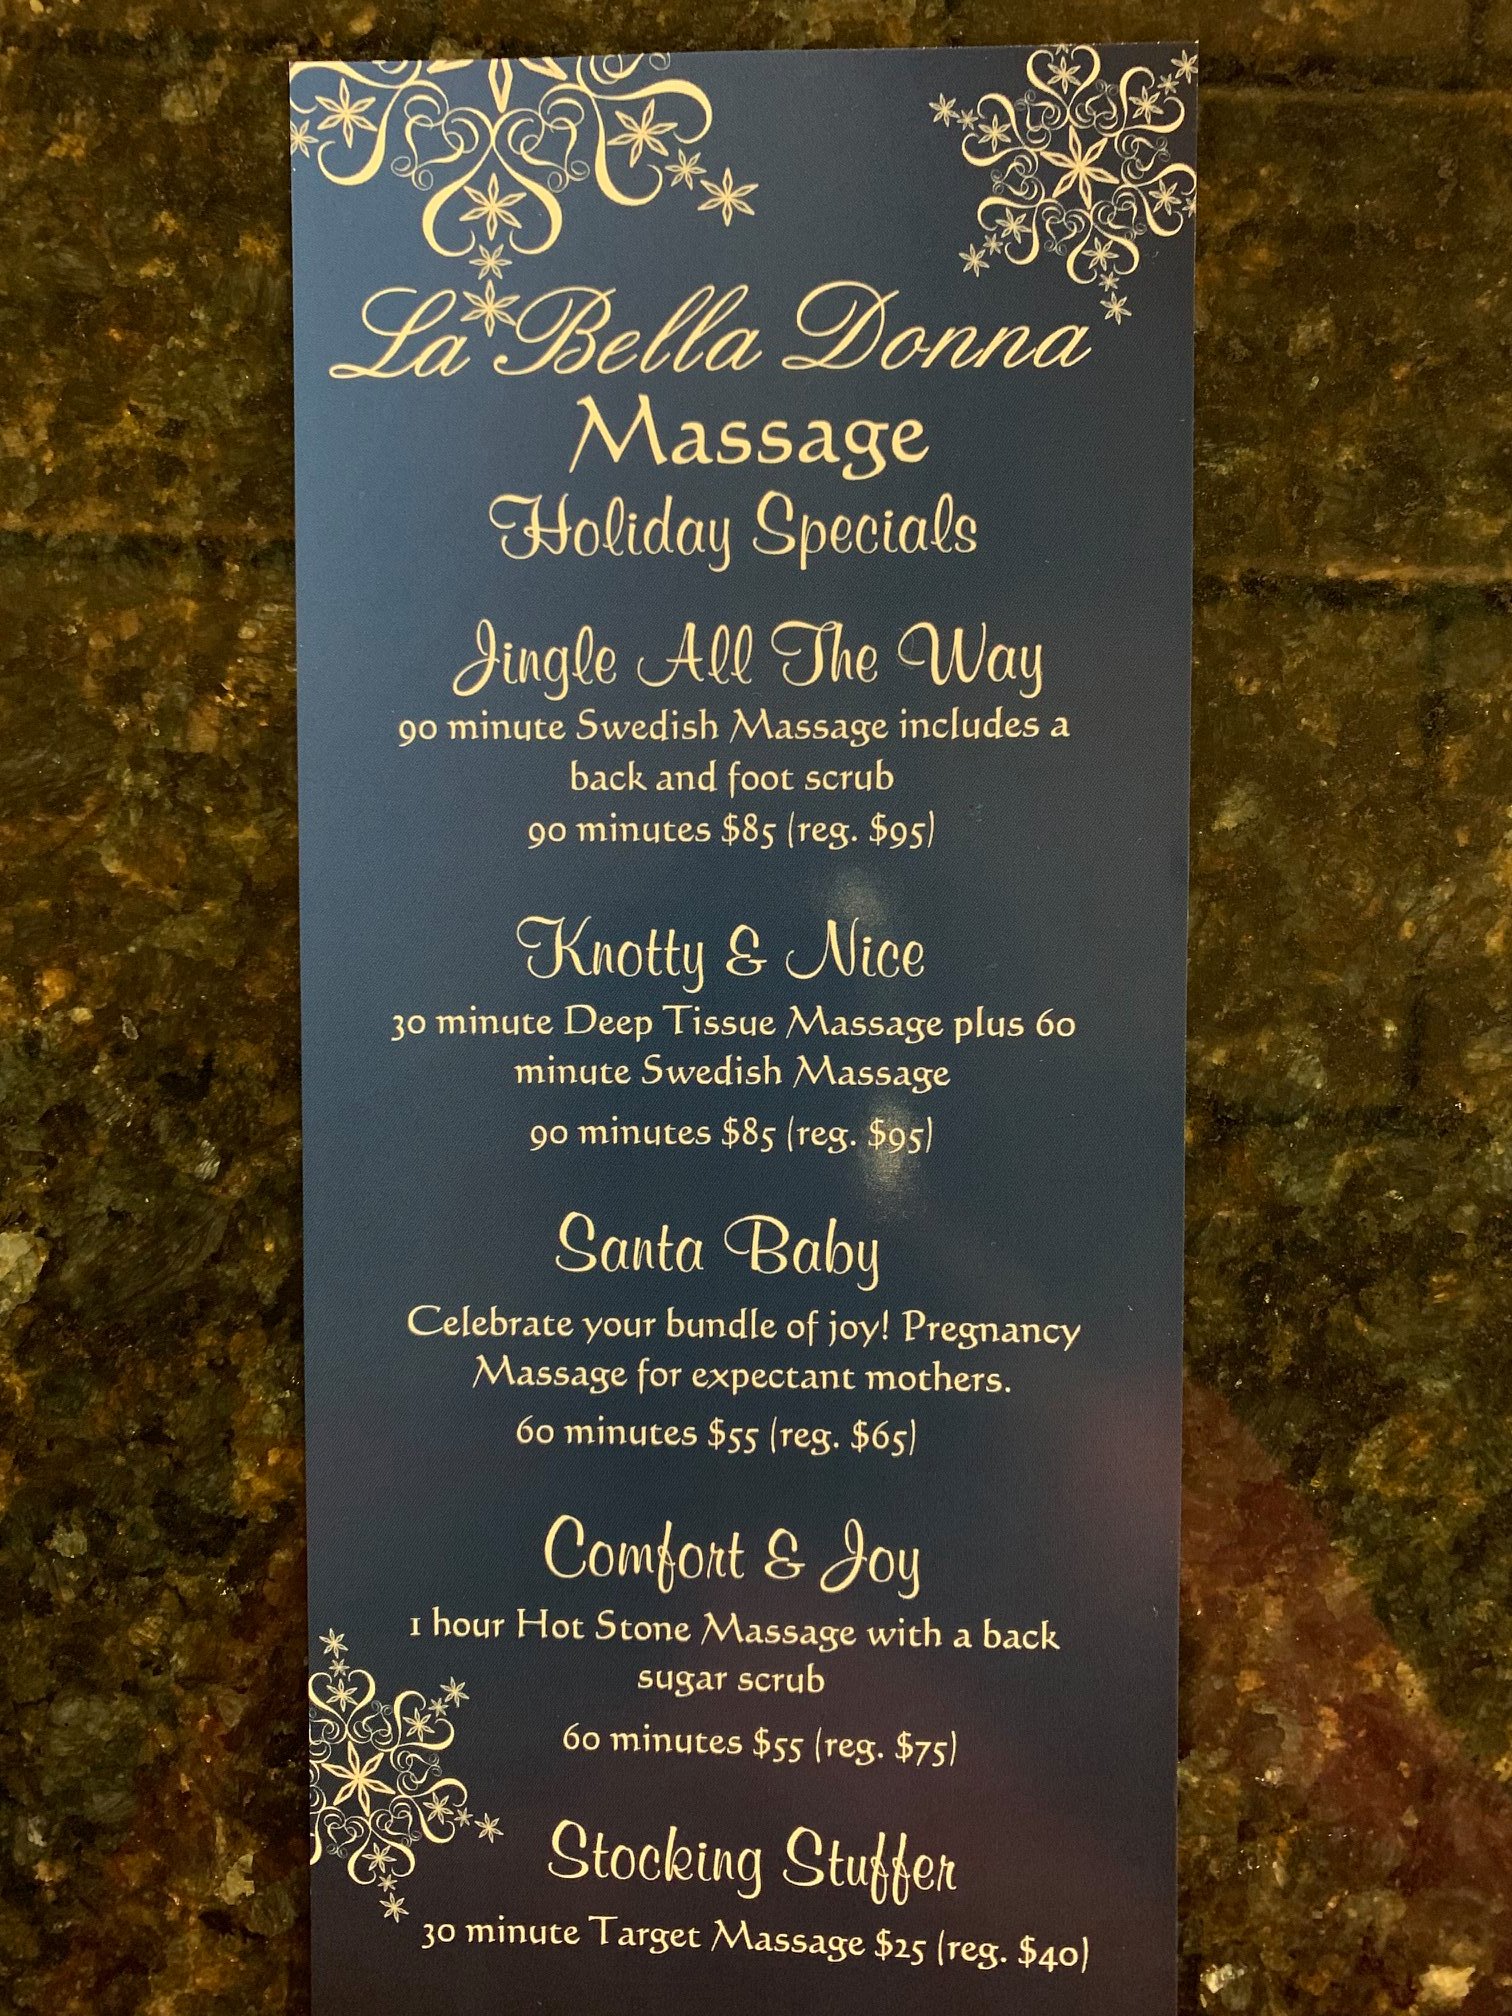 La Bella Donna
Massage
Holiday Specials
Jingle All The Way
90 minute Swedish Massage includes a
back and foot scrub
90 minutes $85 (reg. $95)
Knotty & Nice
30 minute Deep Tissue Massage plus 60
minute Swedish Massage
90 minutes $85 (reg. $95)
Santa Baby
Celebrate your bundle of joy! Pregnancy
Massage for expectant mothers.
60 minutes $55 (reg. $65)
Comfort & Joy
1 hour Hot Stone Massage with a back
sugar scrub
60 minutes $55 (reg. $75)
Stocking Stuffer
30 minute Target Massage $25 (reg. $40)